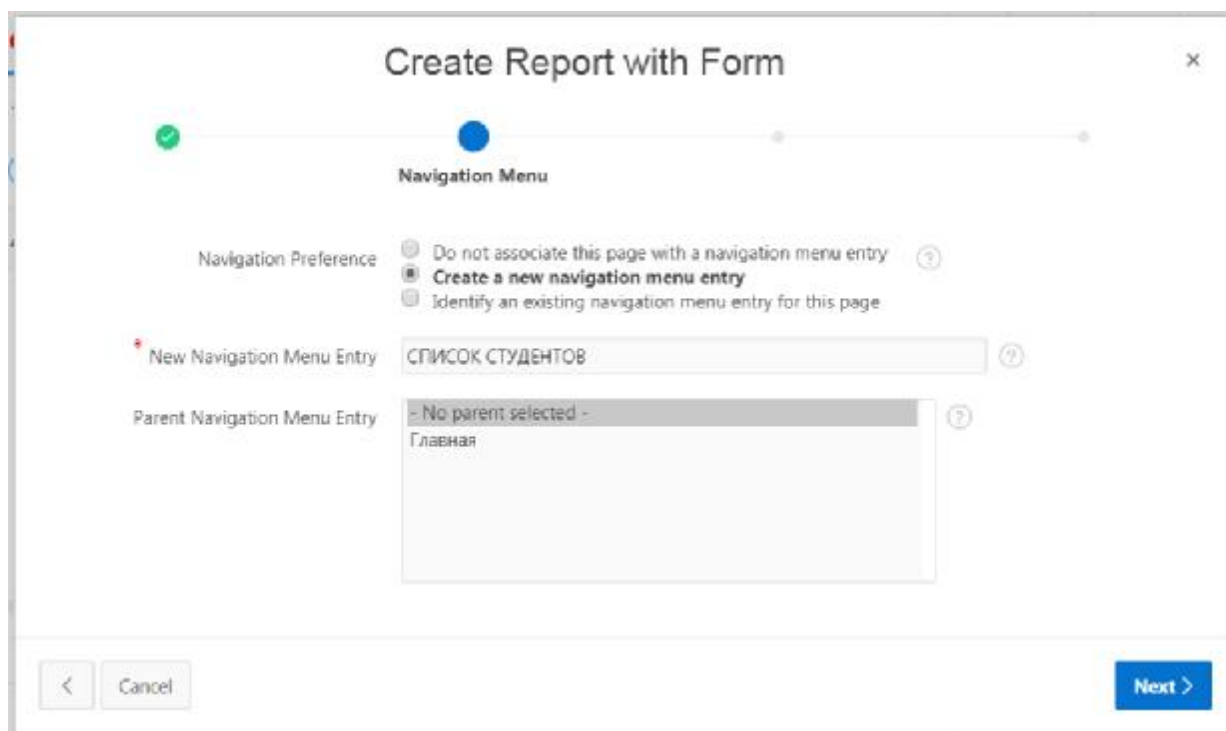 Create Report with Form
Navigation Menu
Navigation Preference
Do not associate this page with a navigation menu entry
Create a new navigation menu entry
Identify an existing navigation menu entry for this page
New Navigation Menu Entry СПИСОК СТУДЕНТОВ
Parent Navigation Menu Entry
- No parent selected -
Главная
Cancel
Next